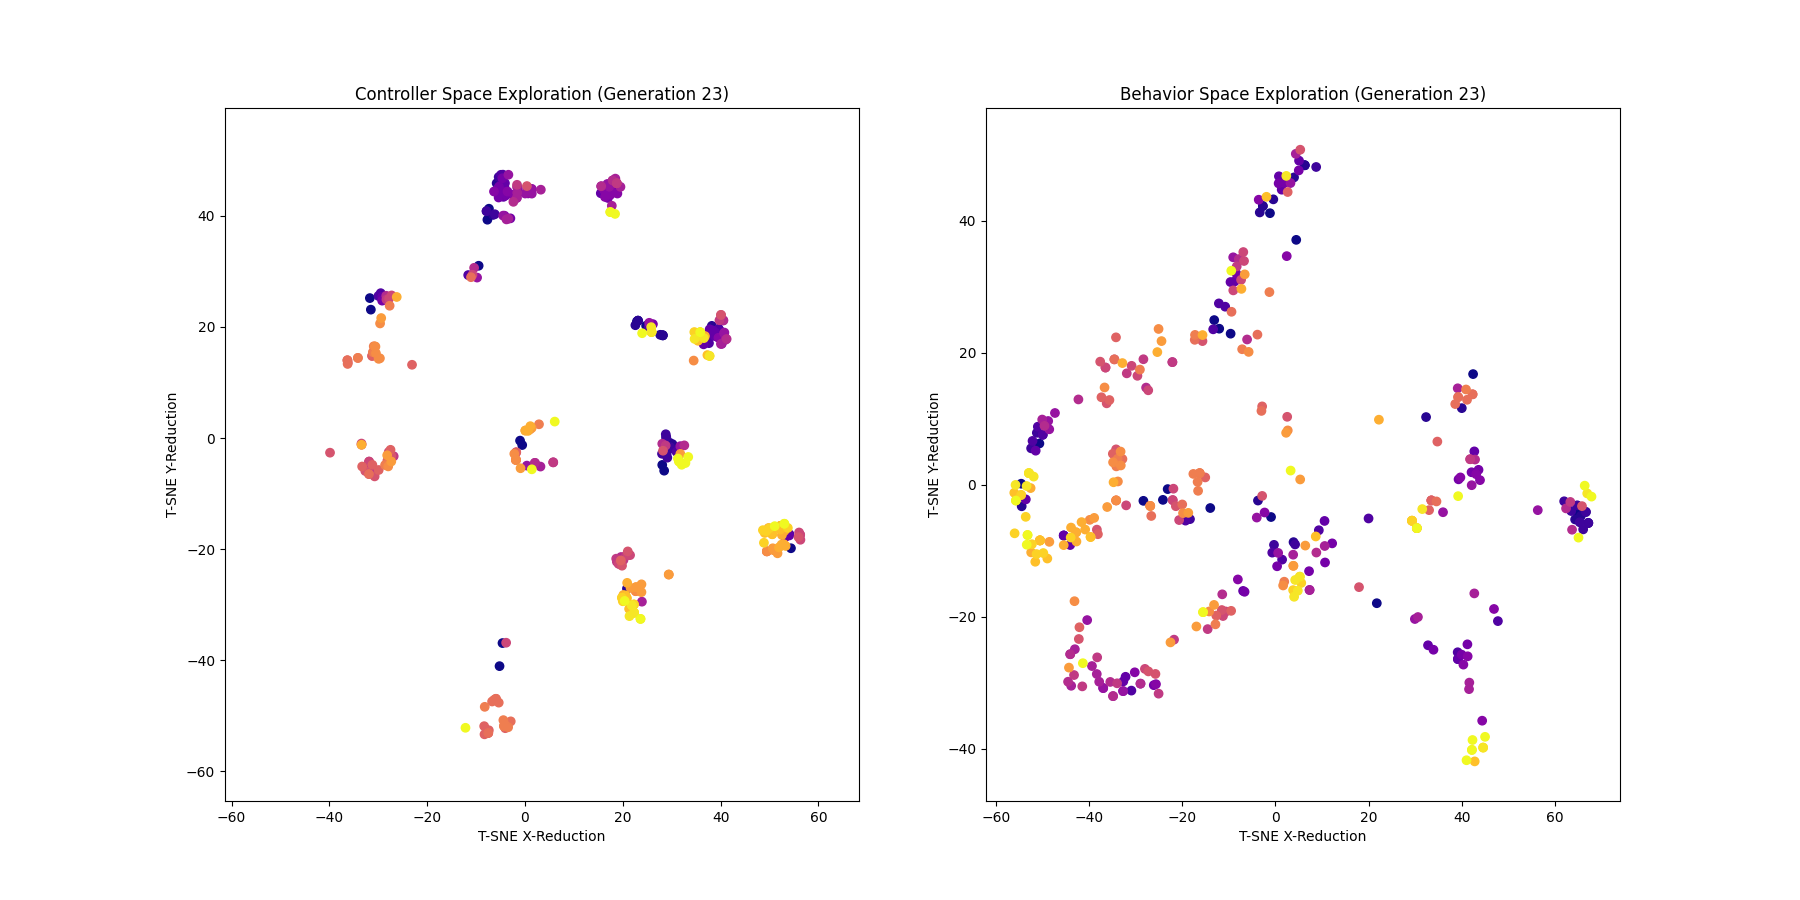 Controller Space Exploration (Generation 23)
T-SNE Y-Reduction
40
20
0
−20
−40
−60
−60 −40 −20 0 20 40 60
T-SNE X-Reduction
Behavior Space Exploration (Generation 23)
T-SNE Y-Reduction
40
20
0
−20
−40
−60 −40 −20 0 20 40 60
T-SNE X-Reduction